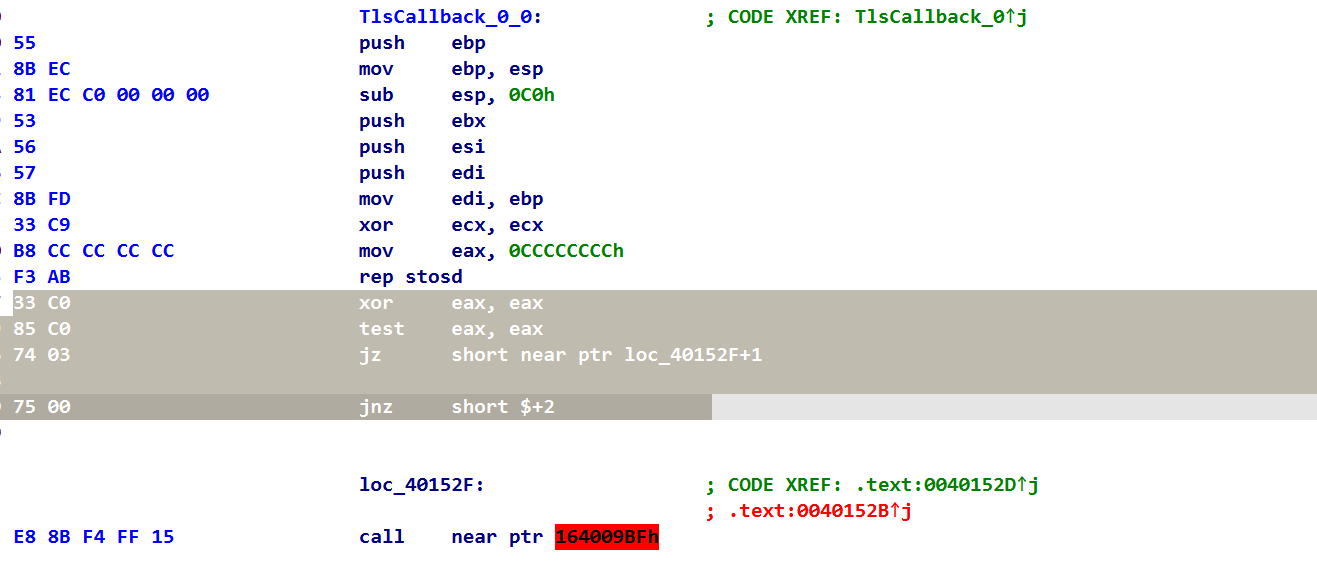 TlsCallback_0_0: ; CODE XREF: TlsCallback_0↑j
55 push ebp
8B EC mov ebp, esp
81 EC C0 00 00 00 sub esp, 0C0h
53 push ebx
56 push esi
57 push edi
8B FD mov edi, ebp
33 C9 xor ecx, ecx
B8 CC CC CC CC mov eax, 0CCCCCCCCh
F3 AB rep stosd
33 C0 xor eax, eax
85 C0 test eax, eax
74 03 jz short near ptr loc_40152F+1
75 00 jnz short $+2
loc_40152F: ; CODE XREF: .text:0040152D↑j
; .text:0040152B↑j
E8 8B F4 FF 15 call near ptr 164009BFh